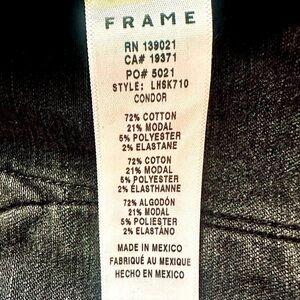 FRAME
RN 139021
CA# 19371
PO# 5021
STYLE: LHSK710
CONDOR
72% COTTON
21% MODAL
5% POLYESTER
2% ELASTANE
72% COTON
21% MODAL
5% POLYESTER
2% ELASTHANNE
72% ALGODÓN
21% MODAL
5% POLIESTER
2% ELASTANO
MADE IN MEXICO
FABRIQUÉ AU MEXIQUE
HECHO EN MEXICO